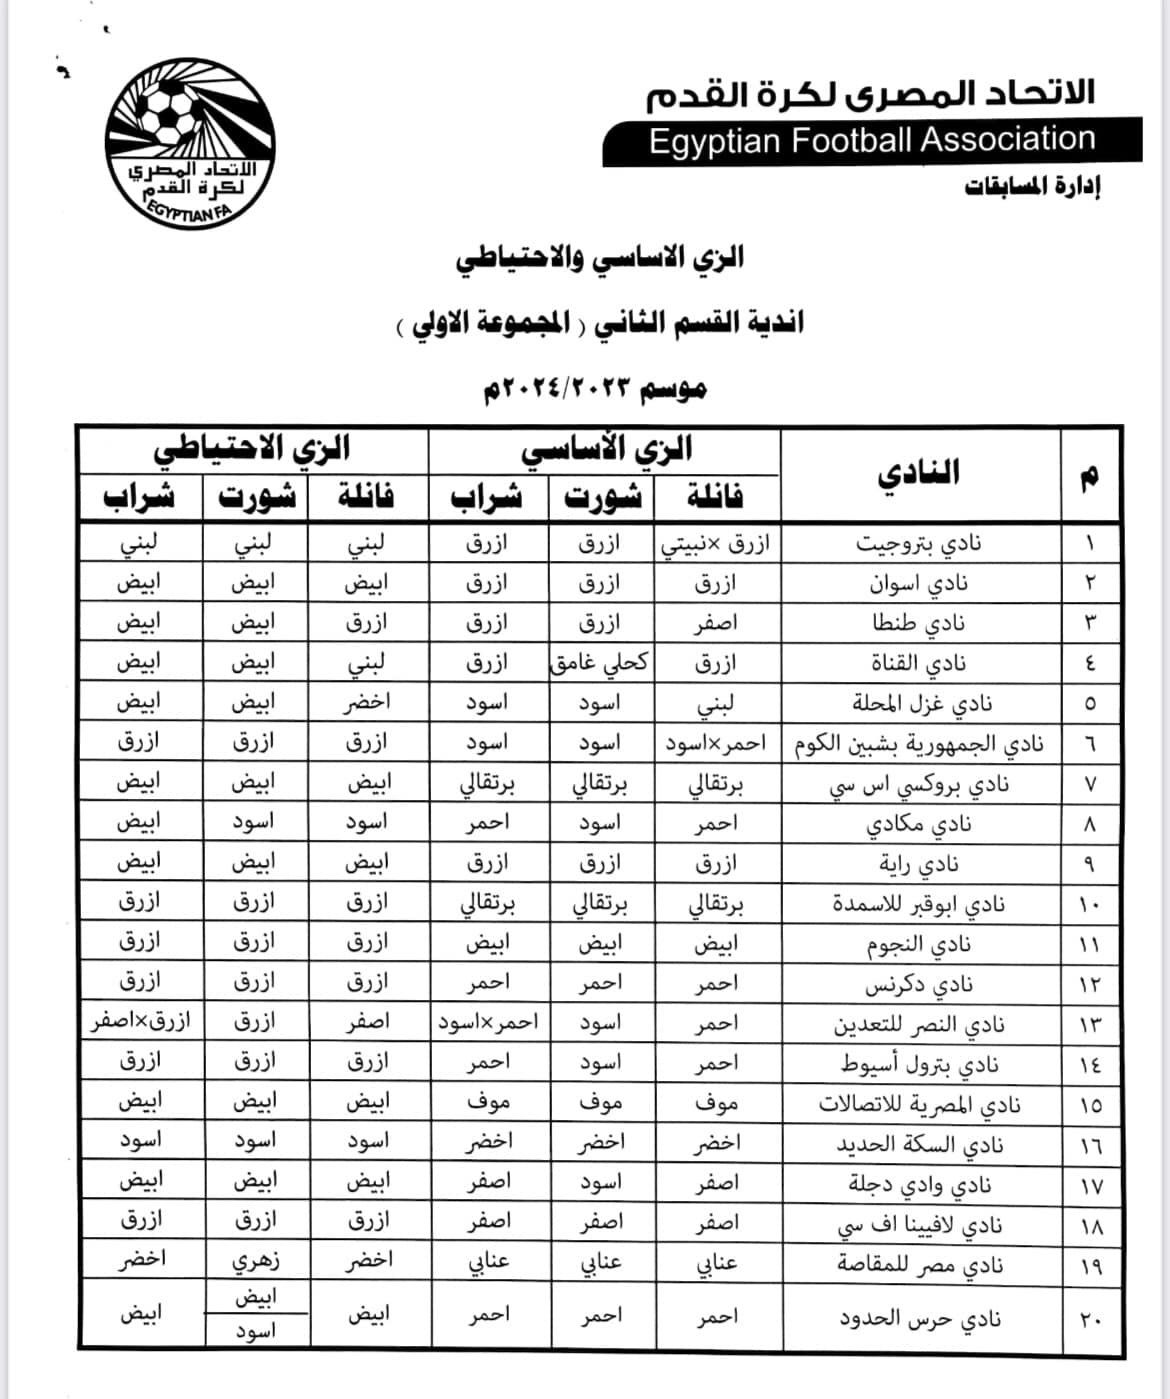 الاتحاد المصرى لكرة القدم
Egyptian Football Association
إدارة المسابقات
الاتحاد المصري
لكرة القدم
EGYPTIAN FA
الزي الاساسي والاحتياطي
اندية القسم الثاني ( المجموعة الاولي )
موسم ٢٠٢٤/٢٠٢٣م
م النادي الزي الأساسي الزي الاحتياطي
فانلة شورت شراب فانلة شورت شراب
١ نادي بتروجيت ازرق ×نبيتي ازرق ازرق لبني لبني لبني
٢ نادي اسوان ازرق ازرق ازرق ابيض ابيض ابيض
٣ نادي طنطا اصفر ازرق ازرق ازرق ابيض ابيض
٤ نادي القناة ازرق كحلي غامق ازرق لبني ابيض ابيض
٥ نادي غزل المحلة لبني اسود اسود اخضر ابيض ابيض
٦ نادي الجمهورية بشبين الكوم احمر×اسود اسود اسود ازرق ازرق ازرق
٧ نادي بروكسي اس سي برتقالي برتقالي برتقالي ابيض ابيض ابيض
٨ نادي مكادي احمر اسود احمر اسود اسود ابيض
٩ نادي راية ازرق ازرق ازرق ابيض ابيض ابيض
١٠ نادي ابوقير للاسمدة برتقالي برتقالي برتقالي ازرق ازرق ازرق
١١ نادي النجوم ابيض ابيض ابيض ازرق ازرق ازرق
١٢ نادي دكرنس احمر احمر احمر ازرق ازرق ازرق
١٣ نادي النصر للتعدين احمر اسود احمر×اسود اصفر ازرق ازرق×اصفر
١٤ نادي بترول أسيوط احمر اسود احمر ازرق ازرق ازرق
١٥ نادي المصرية للاتصالات موف موف موف ابيض ابيض ابيض
١٦ نادي السكة الحديد اخضر اخضر اخضر اسود اسود اسود
١٧ نادي وادي دجلة اصفر اسود اصفر ابيض ابيض ابيض
١٨ نادي لافيينا اف سي اصفر اصفر اصفر ازرق ازرق ازرق
١٩ نادي مصر للمقاصة عنابي عنابي عنابي اخضر زهري اخضر
٢٠ نادي حرس الحدود احمر احمر احمر ابيض ابيض ابيض
اسود